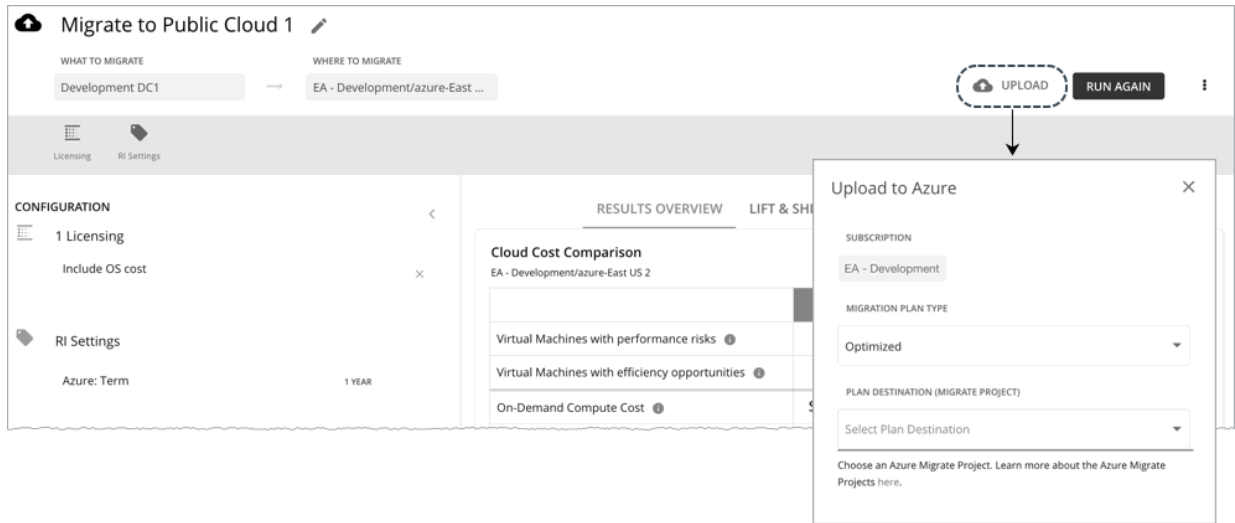 Migrate to Public Cloud 1
WHAT TO MIGRATE
WHERE TO MIGRATE
Development DC1
EA - Development/azure-East ...
UPLOAD
RUN AGAIN
Licensing
RI Settings
CONFIGURATION
1 Licensing
Include OS cost
RI Settings
Azure: Term
1 YEAR
RESULTS OVERVIEW
LIFT & SHI
Cloud Cost Comparison
EA - Development/azure-East US 2
Virtual Machines with performance risks
Virtual Machines with efficiency opportunities
On-Demand Compute Cost
Upload to Azure
SUBSCRIPTION
EA - Development
MIGRATION PLAN TYPE
Optimized
PLAN DESTINATION (MIGRATE PROJECT)
Select Plan Destination
Choose an Azure Migrate Project. Learn more about the Azure Migrate
Projects here.